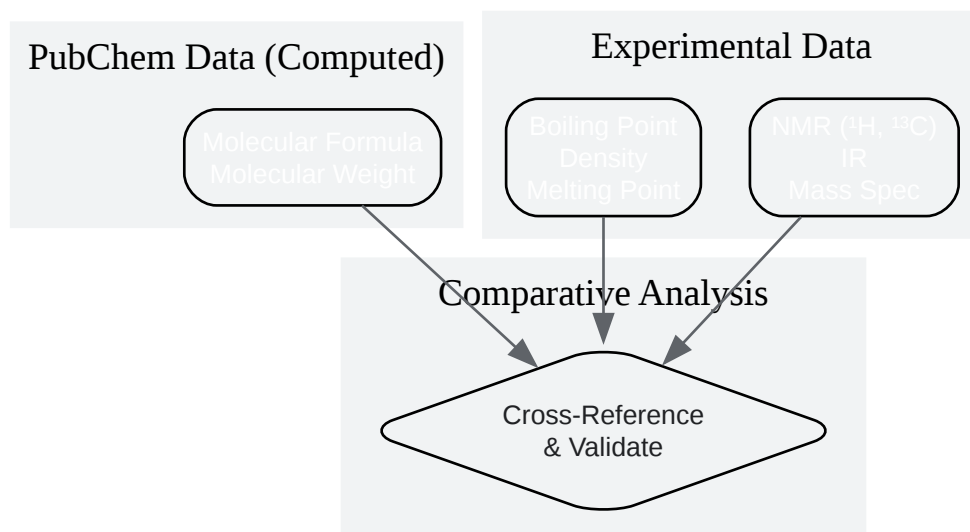 PubChem Data (Computed)
Molecular Formula
Molecular Weight
Experimental Data
Boiling Point
Density
Melting Point
NMR (¹H, ¹³C)
IR
Mass Spec
Comparative Analysis
Cross-Reference
& Validate